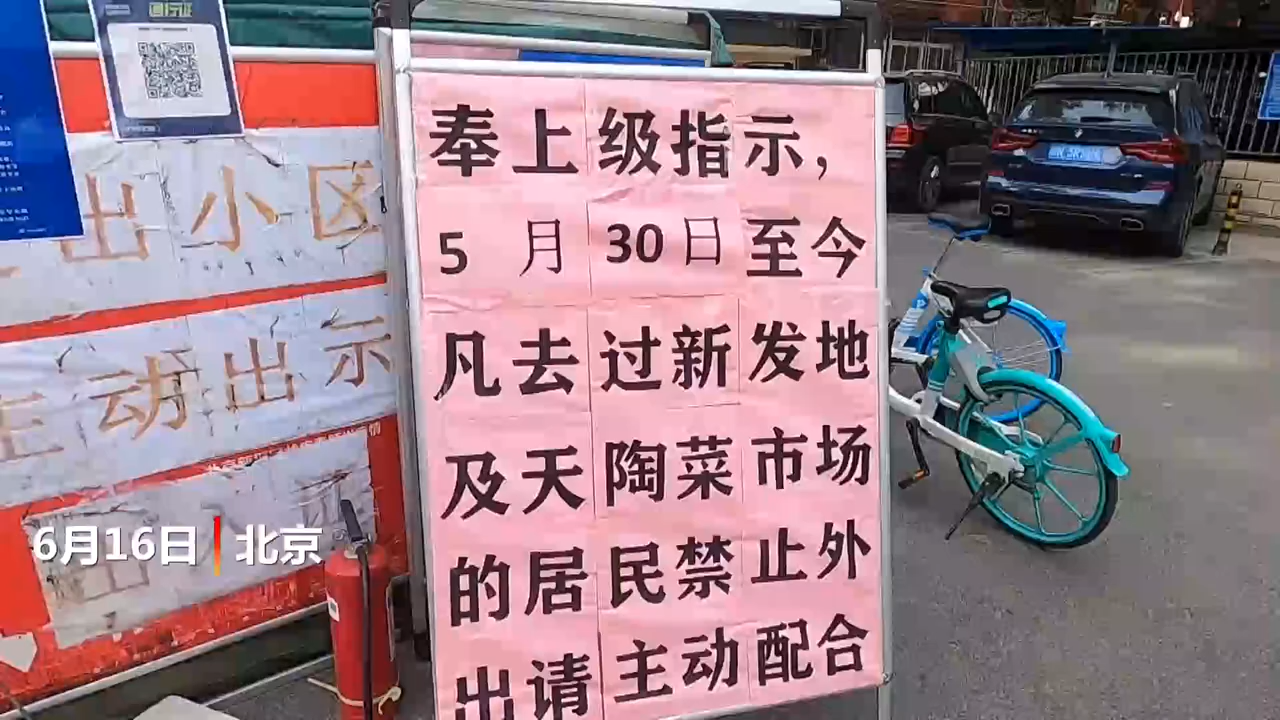 奉上级指示，
5月30日至今
凡去过新发地
及天陶菜市场
的居民禁止外
出请主动配合
出小区
主动出示
6月16日 北京